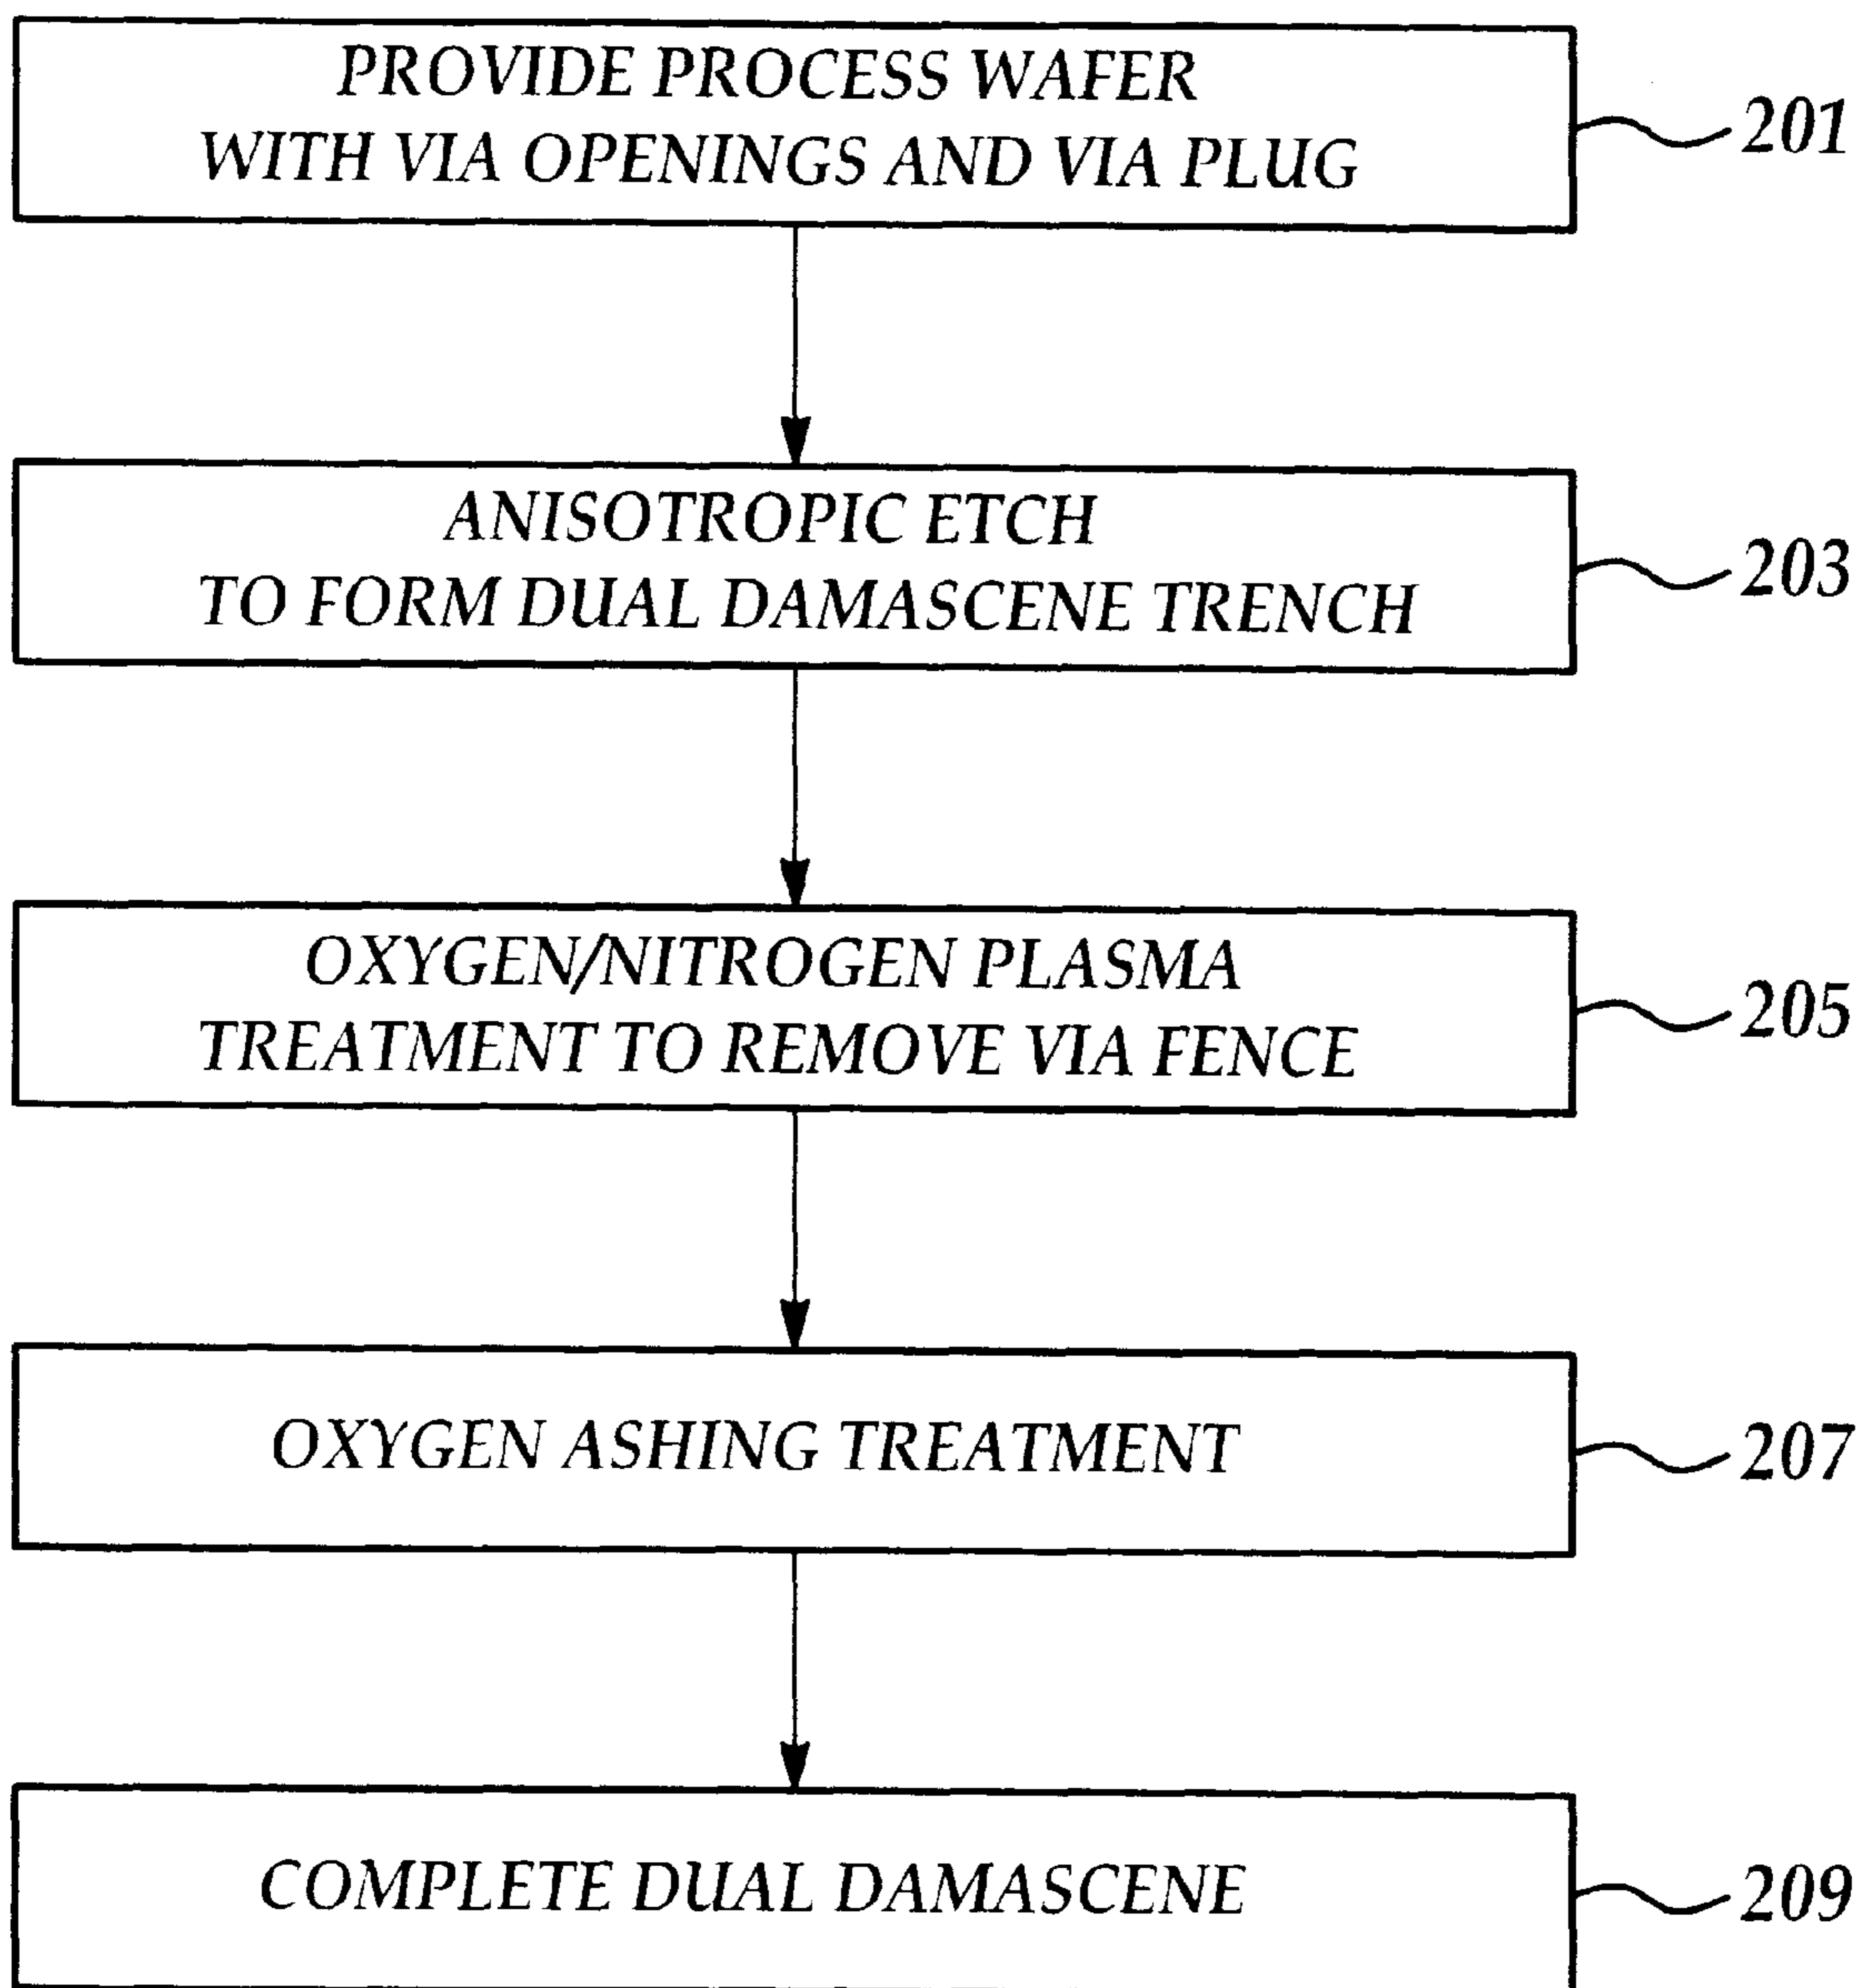 PROVIDE PROCESS WAFER
WITH VIA OPENINGS AND VIA PLUG
201
ANISOTROPIC ETCH
TO FORM DUAL DAMASCENE TRENCH
203
OXYGEN/NITROGEN PLASMA
TREATMENT TO REMOVE VIA FENCE
205
OXYGEN ASHING TREATMENT
207
COMPLETE DUAL DAMASCENE
209